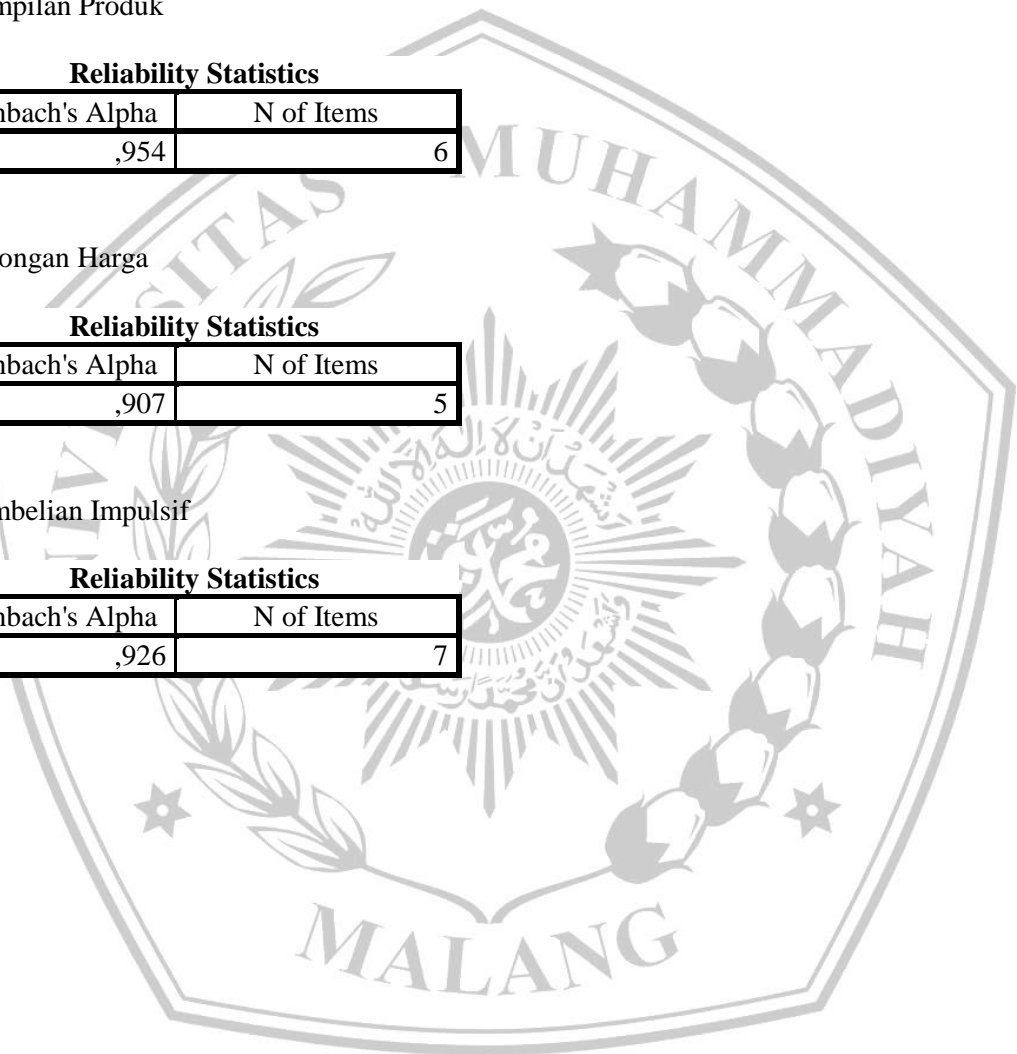 mpilan Produk
Reliability Statistics
nbach's Alpha N of Items
,954 6
ongan Harga
Reliability Statistics
nbach's Alpha N of Items
,907 5
mbelian Impulsif
Reliability Statistics
nbach's Alpha N of Items
,926 7
SITAS MUHAMMADIYAH
MALANG